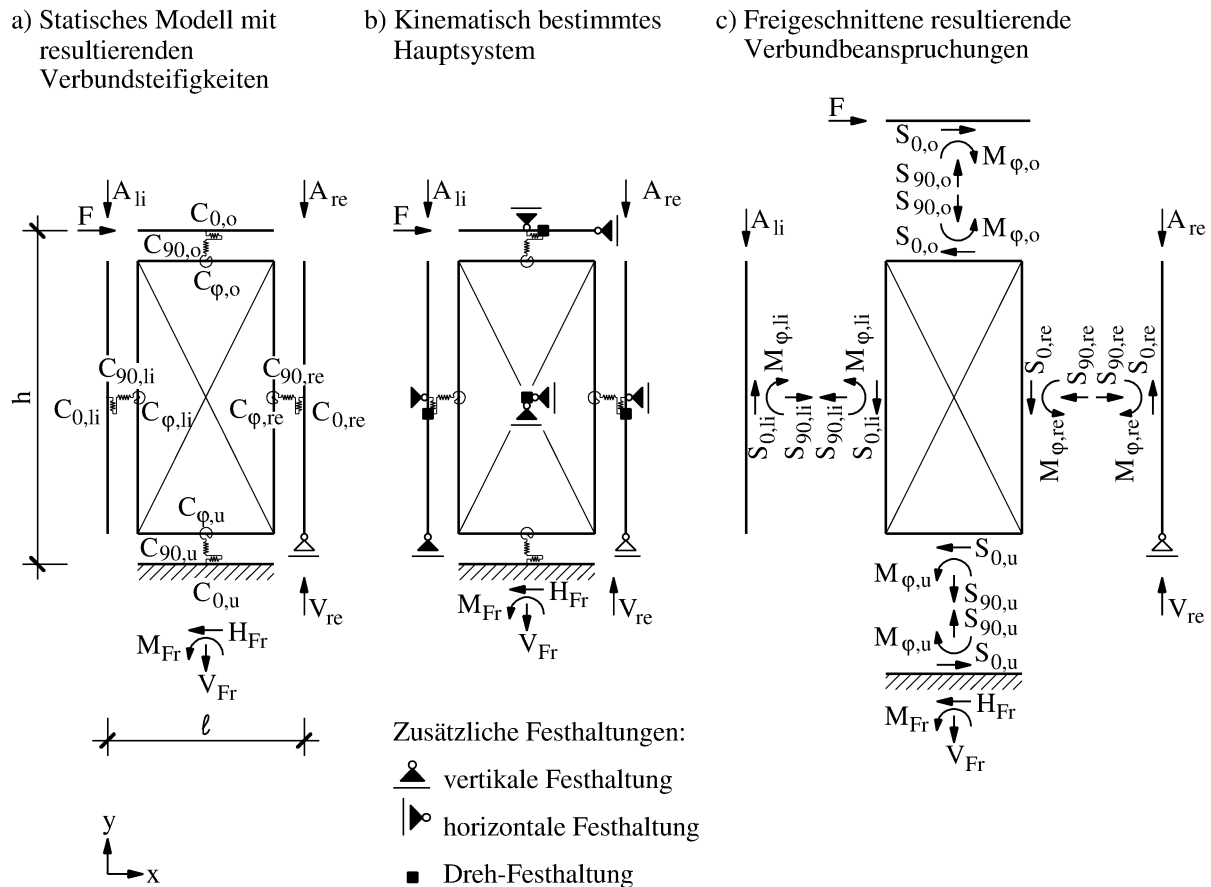 a) Statisches Modell mit
resultierenden
Verbundsteifigkeiten
b) Kinematisch bestimmtes
Hauptsystem
c) Freigeschnittene resultierende
Verbundbeanspruchungen
A_li
A_re
F
C_0,o
C_90,o
C_φ,o
C_90,li
C_90,re
C_0,li
C_φ,li
C_φ,re
C_0,re
h
C_φ,u
C_90,u
C_0,u
V_re
M_Fr
H_Fr
V_Fr
ℓ
y
x
A_li
A_re
F
M_Fr
H_Fr
V_re
V_Fr
Zusätzliche Festhaltungen:
vertikale Festhaltung
horizontale Festhaltung
Dreh-Festhaltung
F
S_0,o
M_φ,o
S_90,o
S_90,o
M_φ,o
S_0,o
A_li
A_re
M_φ,li
M_φ,li
S_0,li
S_90,li
S_90,li
S_0,li
S_0,re
S_90,re
S_90,re
S_0,re
M_φ,re
M_φ,re
S_0,u
M_φ,u
S_90,u
S_90,u
M_φ,u
S_0,u
V_re
M_Fr
H_Fr
V_Fr